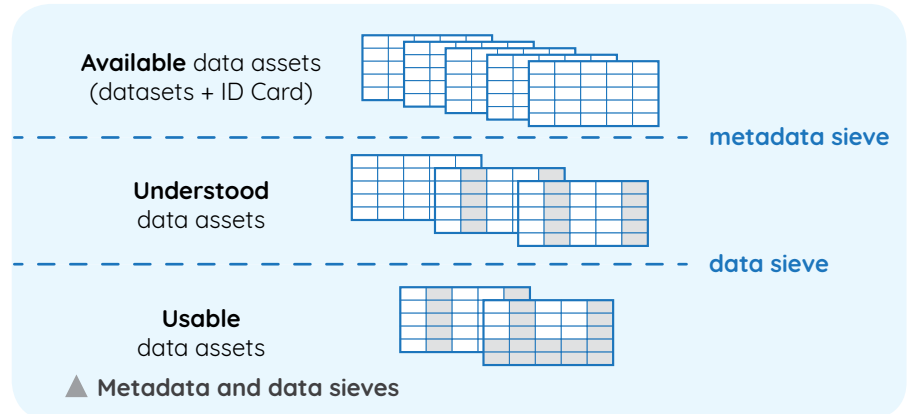 Available data assets
(datasets + ID Card)
metadata sieve
Understood
data assets
data sieve
Usable
data assets
Metadata and data sieves